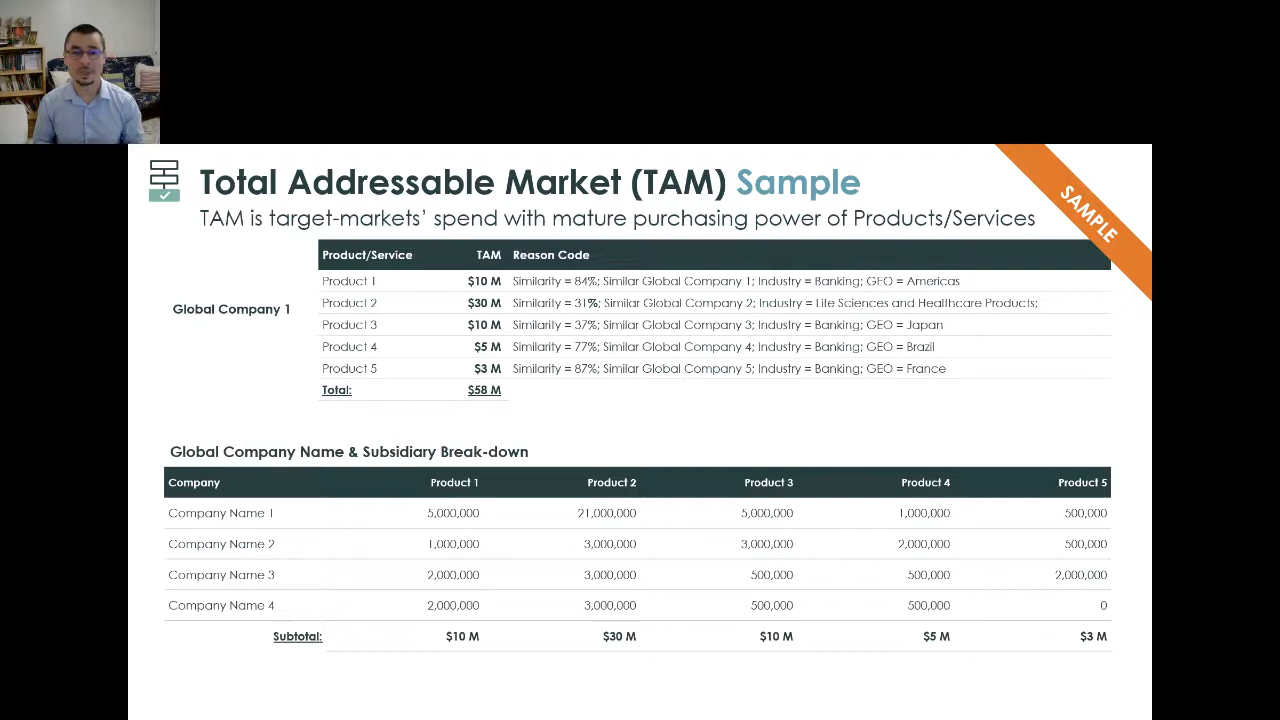 Total Addressable Market (TAM) Sample
SAMPLE
TAM is target-markets' spend with mature purchasing power of Products/Services
Product/Service TAM Reason Code
Product 1 $10 M Similarity = 84%; Similar Global Company 1; Industry = Banking; GEO = Americas
Product 2 $30 M Similarity = 31%; Similar Global Company 2; Industry = Life Sciences and Healthcare Products;
Global Company 1
Product 3 $10 M Similarity = 37%; Similar Global Company 3; Industry = Banking; GEO = Japan
Product 4 $5 M Similarity = 77%; Similar Global Company 4; Industry = Banking; GEO = Brazil
Product 5 $3 M Similarity = 87%; Similar Global Company 5; Industry = Banking; GEO = France
Total: $58 M
Global Company Name & Subsidiary Break-down
Company Product 1 Product 2 Product 3 Product 4 Product 5
Company Name 1 5,000,000 21,000,000 5,000,000 1,000,000 500,000
Company Name 2 1,000,000 3,000,000 3,000,000 2,000,000 500,000
Company Name 3 2,000,000 3,000,000 500,000 500,000 2,000,000
Company Name 4 2,000,000 3,000,000 500,000 500,000 0
Subtotal: $10 M $30 M $10 M $5 M $3 M